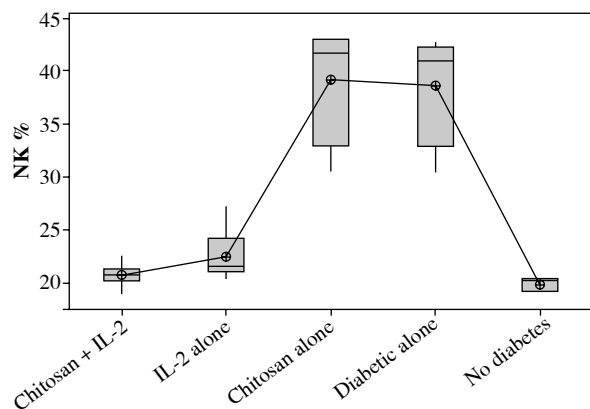 45
40
35
30
25
20
NK %
Chitosan + IL-2
IL-2 alone
Chitosan alone
Diabetic alone
No diabetes